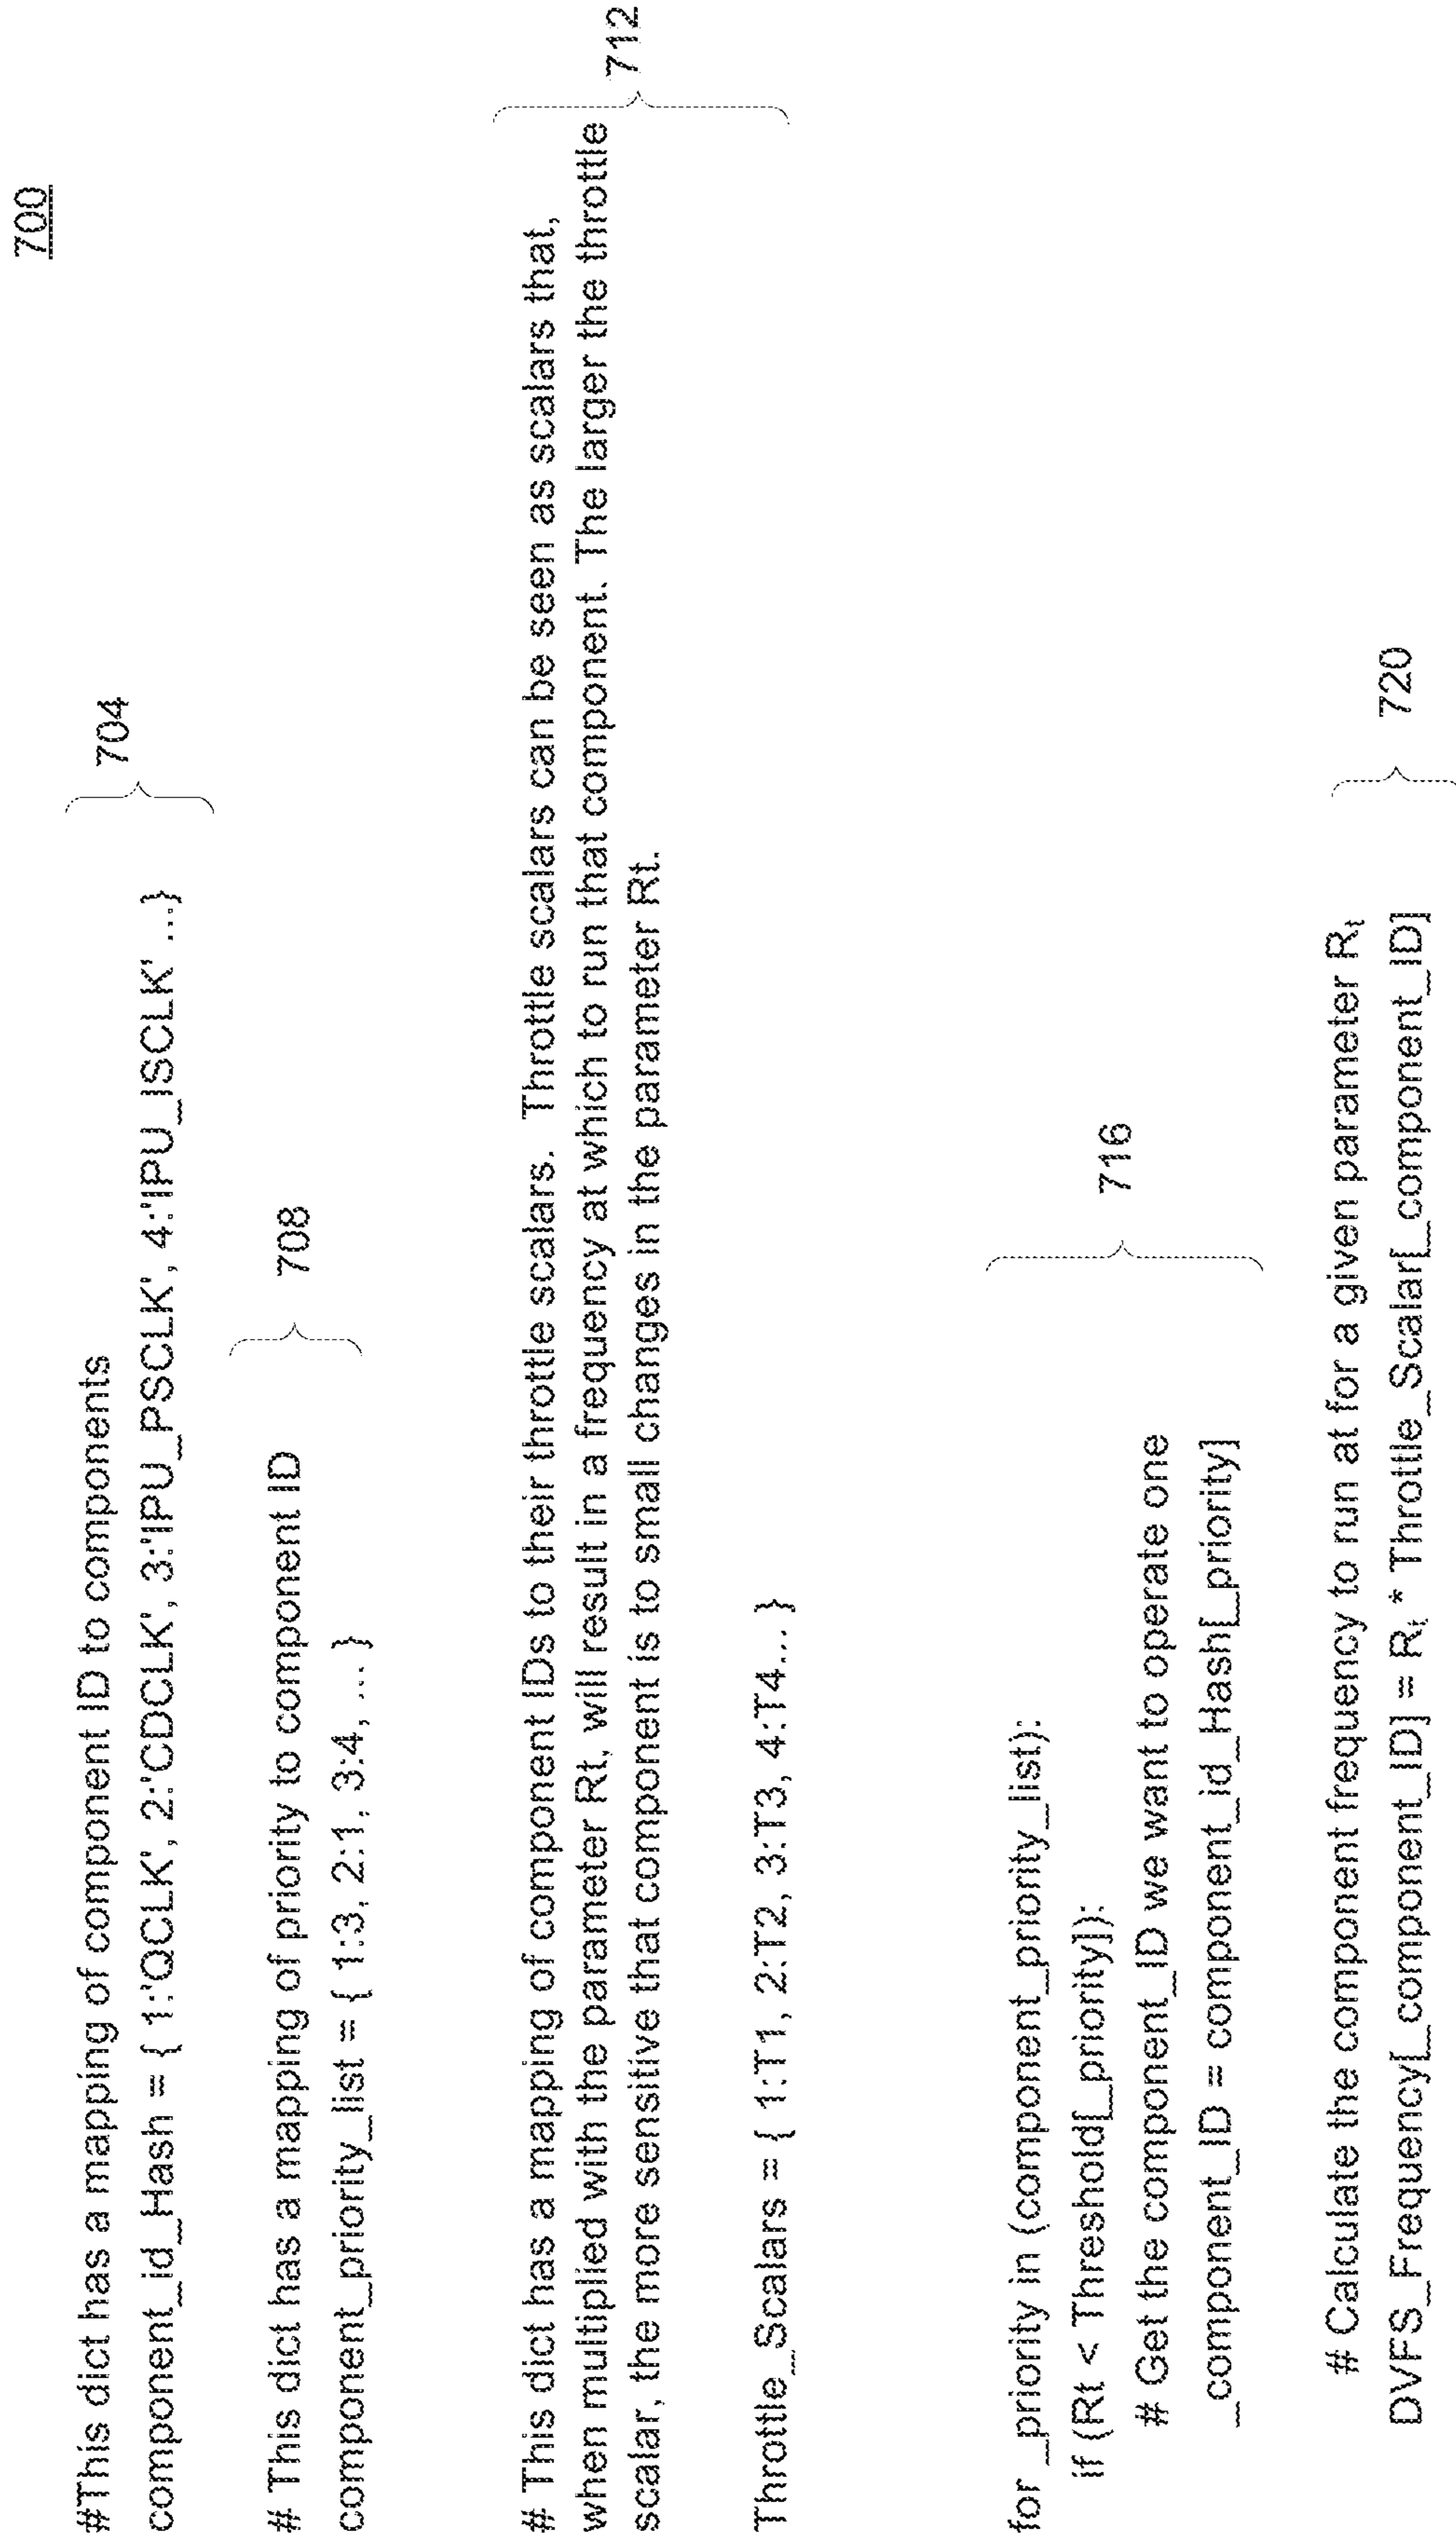 700
#This dict has a mapping of component ID to components
component_id_Hash = { 1:'QCLK', 2:'CDCLK', 3:'IPU_PSCLK', 4:'IPU_ISCLK' ...}
704
# This dict has a mapping of priority to component ID
component_priority_list = { 1:3, 2:1, 3:4, ... }
708
# This dict has a mapping of component IDs to their throttle scalars.  Throttle scalars can be seen as scalars that,
when multiplied with the parameter Rt, will result in a frequency at which to run that component. The larger the throttle
scalar, the more sensitive that component is to small changes in the parameter Rt.
712
Throttle_Scalars = { 1:T1, 2:T2, 3:T3, 4:T4... }
for _priority in (component_priority_list):
if (Rt < Threshold[_priority]):
# Get the component_ID we want to operate one
_component_ID = component_id_Hash[_priority]
716
# Calculate the component frequency to run at for a given parameter Rt
DVFS_Frequency[_component_ID] = Rt * Throttle_Scalar[_component_ID]
720